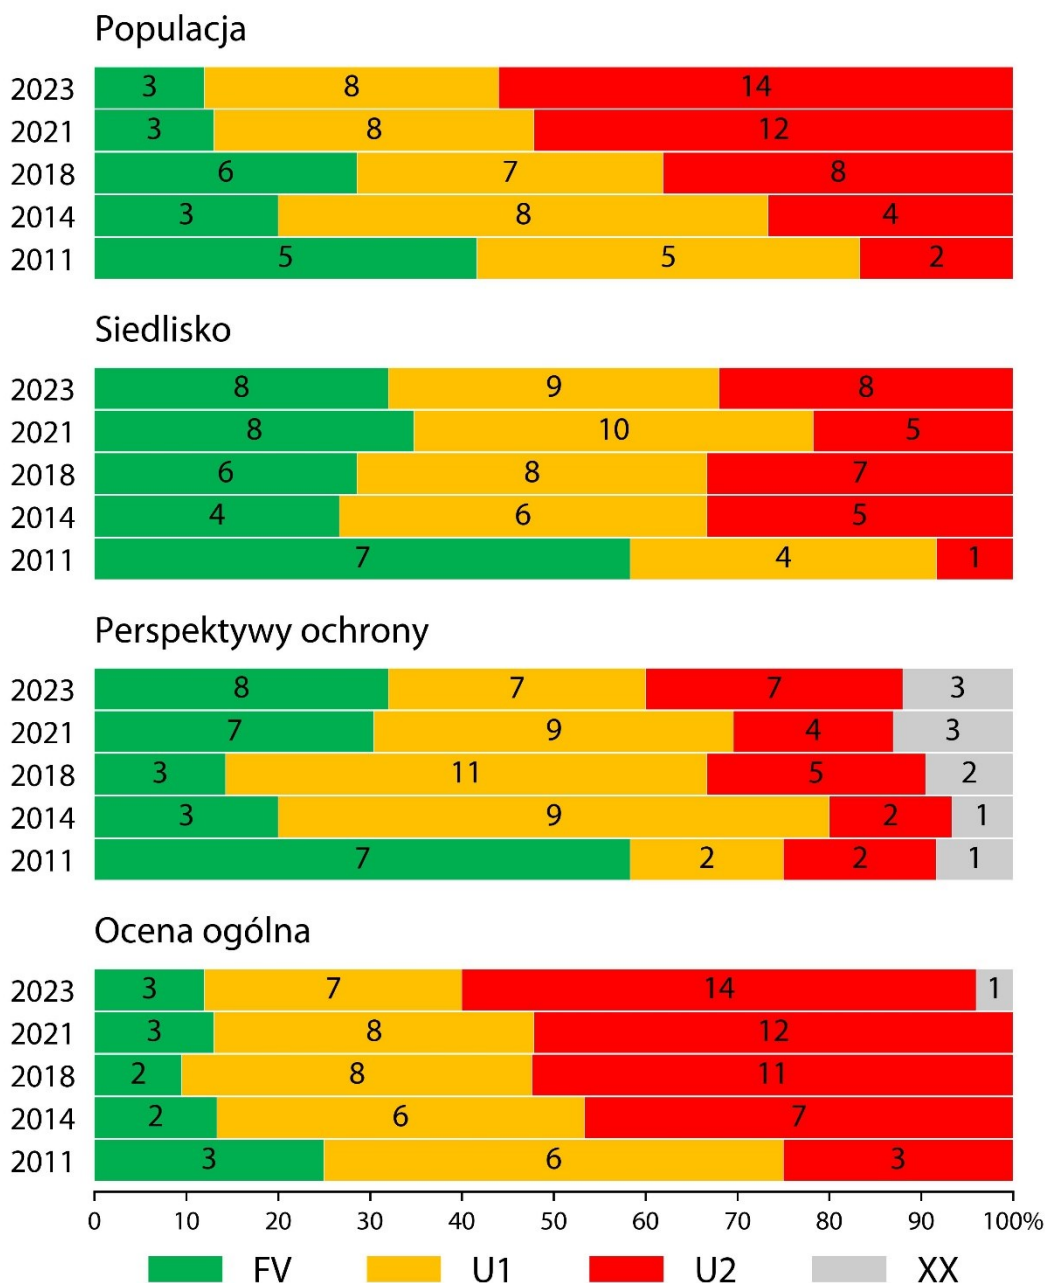 Populacja
2023 3 8 14
2021 3 8 12
2018 6 7 8
2014 3 8 4
2011 5 5 2
Siedlisko
2023 8 9 8
2021 8 10 5
2018 6 8 7
2014 4 6 5
2011 7 4 1
Perspektywy ochrony
2023 8 7 7 3
2021 7 9 4 3
2018 3 11 5 2
2014 3 9 2 1
2011 7 2 2 1
Ocena ogólna
2023 3 7 14 1
2021 3 8 12
2018 2 8 11
2014 2 6 7
2011 3 6 3
0 10 20 30 40 50 60 70 80 90 100%
FV U1 U2 XX